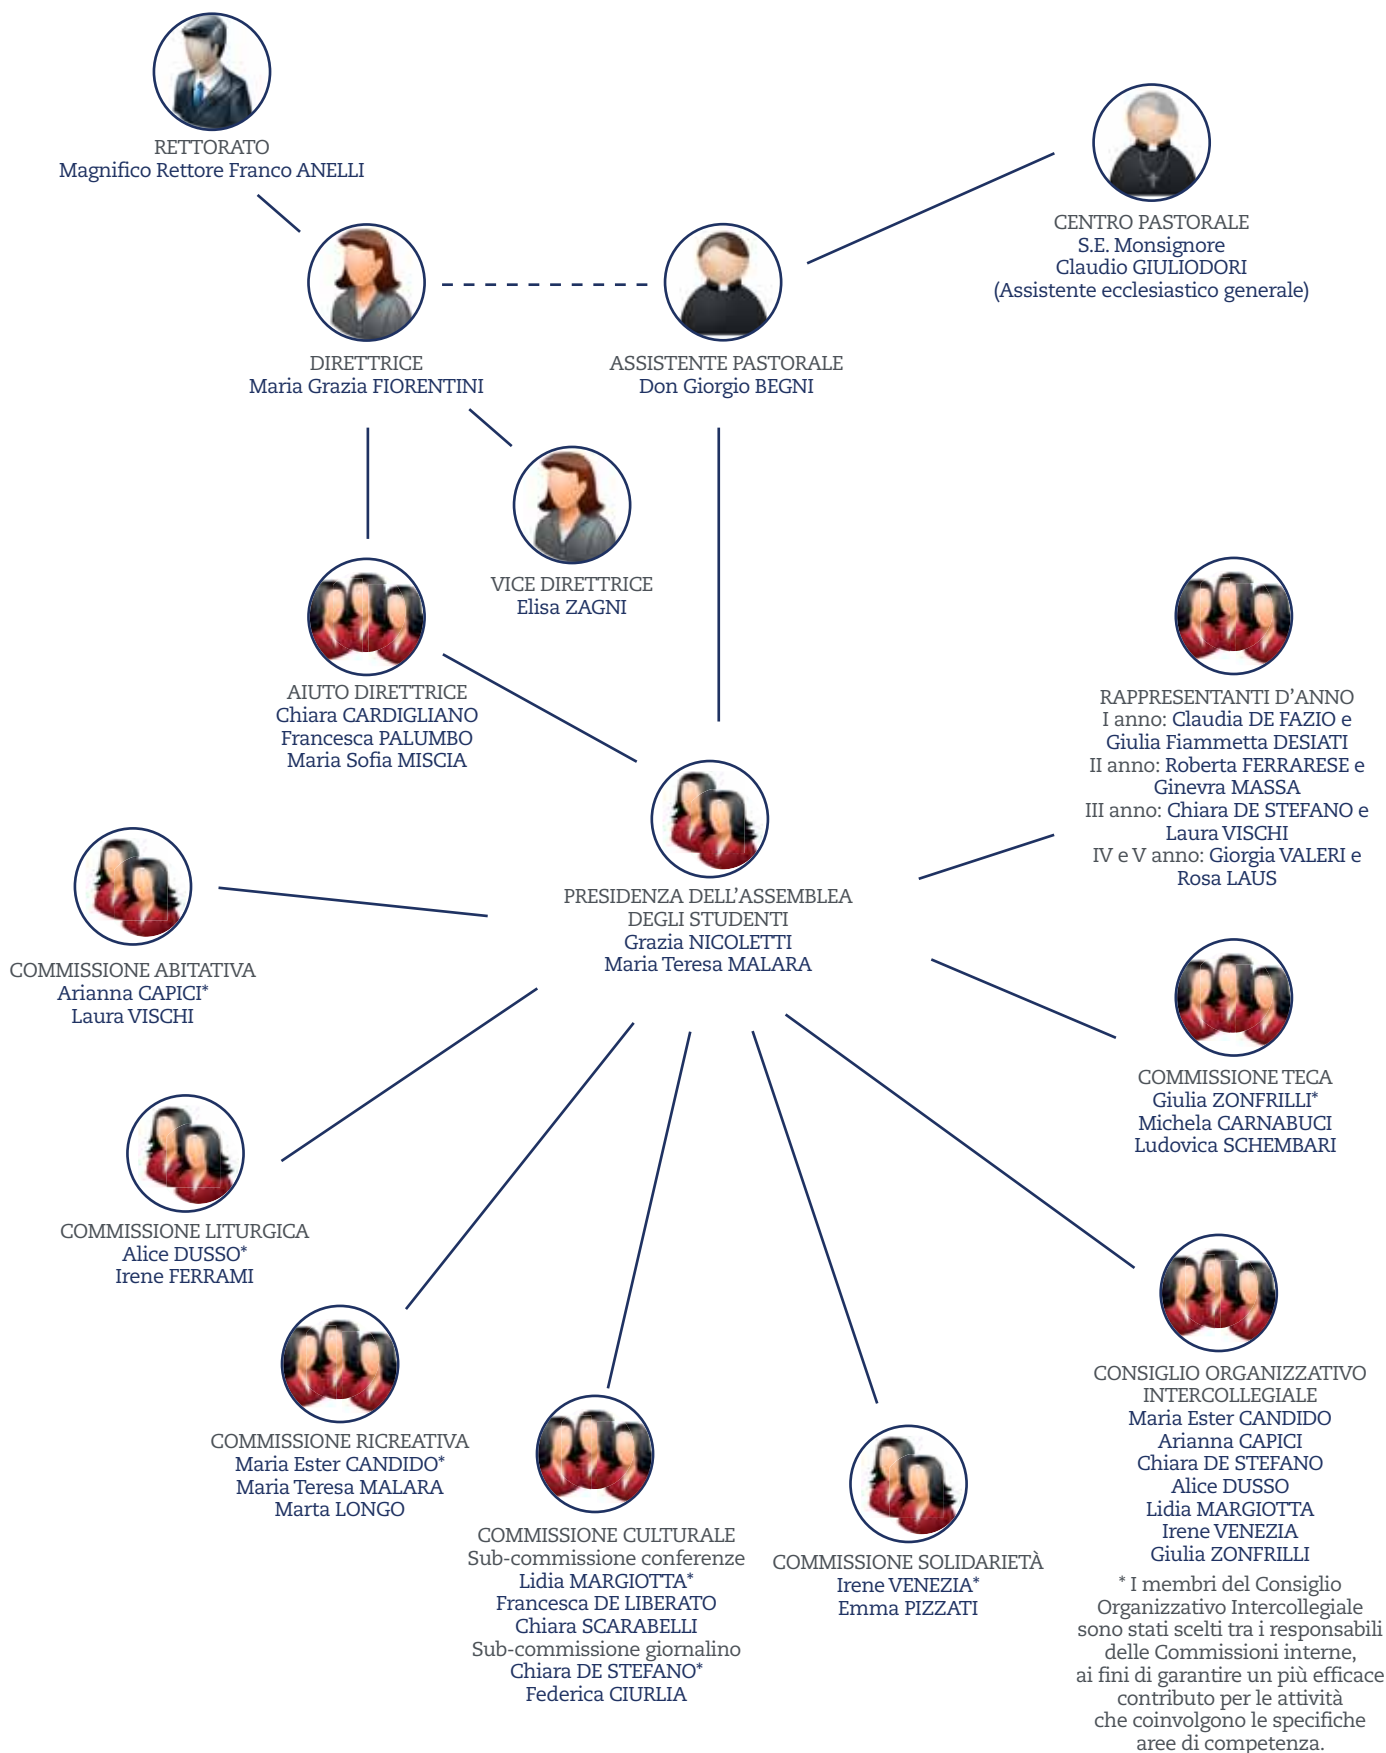 RETTORATO
Magnifico Rettore Franco ANELLI
CENTRO PASTORALE
S.E. Monsignore
Claudio GIULIODORI
(Assistente ecclesiastico generale)
DIRETTRICE
Maria Grazia FIORENTINI
ASSISTENTE PASTORALE
Don Giorgio BEGNI
VICE DIRETTRICE
Elisa ZAGNI
AIUTO DIRETTRICE
Chiara CARDIGLIANO
Francesca PALUMBO
Maria Sofia MISCIA
RAPPRESENTANTI D'ANNO
I anno: Claudia DE FAZIO e
Giulia Fiammetta DESIATI
II anno: Roberta FERRARESE e
Ginevra MASSA
III anno: Chiara DE STEFANO e
Laura VISCHI
IV e V anno: Giorgia VALERI e
Rosa LAUS
PRESIDENZA DELL'ASSEMBLEA
DEGLI STUDENTI
Grazia NICOLETTI
Maria Teresa MALARA
COMMISSIONE ABITATIVA
Arianna CAPICI*
Laura VISCHI
COMMISSIONE TECA
Giulia ZONFRILLI*
Michela CARNABUCI
Ludovica SCHEMBARI
COMMISSIONE LITURGICA
Alice DUSSO*
Irene FERRAMI
COMMISSIONE RICREATIVA
Maria Ester CANDIDO*
Maria Teresa MALARA
Marta LONGO
COMMISSIONE CULTURALE
Sub-commissione conferenze
Lidia MARGIOTTA*
Francesca DE LIBERATO
Chiara SCARABELLI
Sub-commissione giornalino
Chiara DE STEFANO*
Federica CIURLIA
COMMISSIONE SOLIDARIETÀ
Irene VENEZIA*
Emma PIZZATI
CONSIGLIO ORGANIZZATIVO
INTERCOLLEGIALE
Maria Ester CANDIDO
Arianna CAPICI
Chiara DE STEFANO
Alice DUSSO
Lidia MARGIOTTA
Irene VENEZIA
Giulia ZONFRILLI
* I membri del Consiglio
Organizzativo Intercollegiale
sono stati scelti tra i responsabili
delle Commissioni interne,
ai fini di garantire un più efficace
contributo per le attività
che coinvolgono le specifiche
aree di competenza.